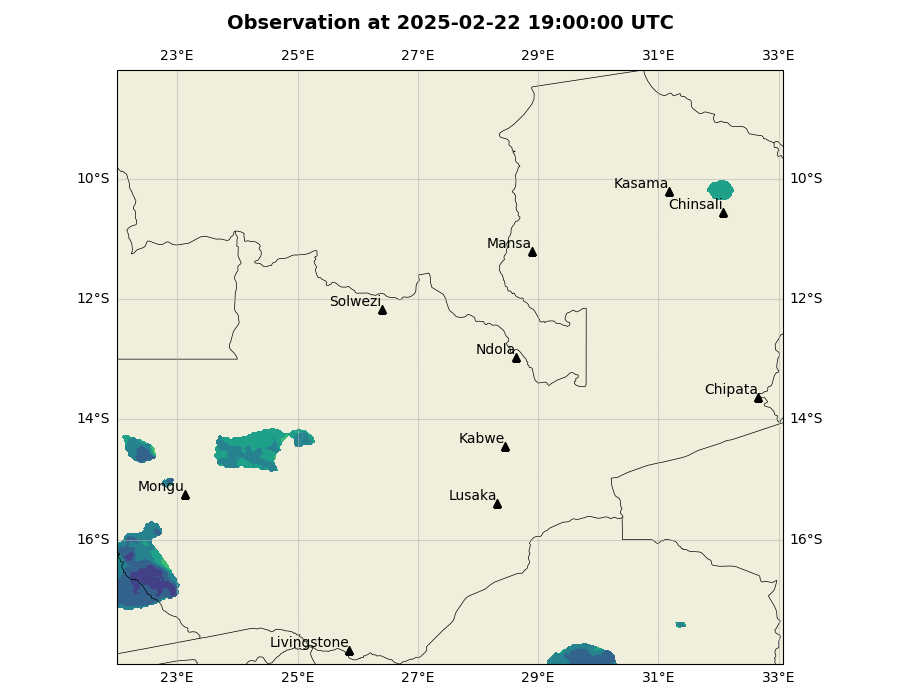 Observation at 2025-02-22 19:00:00 UTC
23°E 25°E 27°E 29°E 31°E 33°E
10°S 10°S
Kasama
Chinsali
Mansa
12°S 12°S
Solwezi
Ndola
Chipata
14°S 14°S
Kabwe
Mongu
Lusaka
16°S 16°S
Livingstone
23°E 25°E 27°E 29°E 31°E 33°E